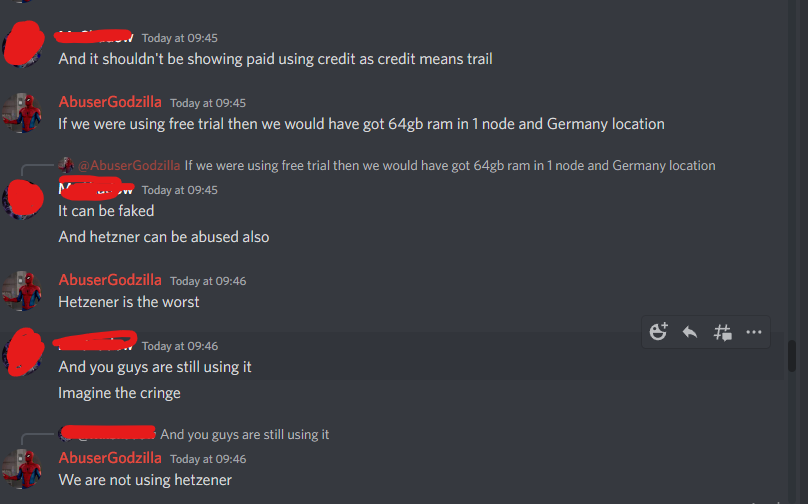 Today at 09:45
And it shouldn't be showing paid using credit as credit means trail
AbuserGodzilla Today at 09:45
If we were using free trial then we would have got 64gb ram in 1 node and Germany location
@AbuserGodzilla If we were using free trial then we would have got 64gb ram in 1 node and Germany location
Today at 09:45
It can be faked
And hetzner can be abused also
AbuserGodzilla Today at 09:46
Hetzener is the worst
Today at 09:46
And you guys are still using it
Imagine the cringe
And you guys are still using it
AbuserGodzilla Today at 09:46
We are not using hetzener